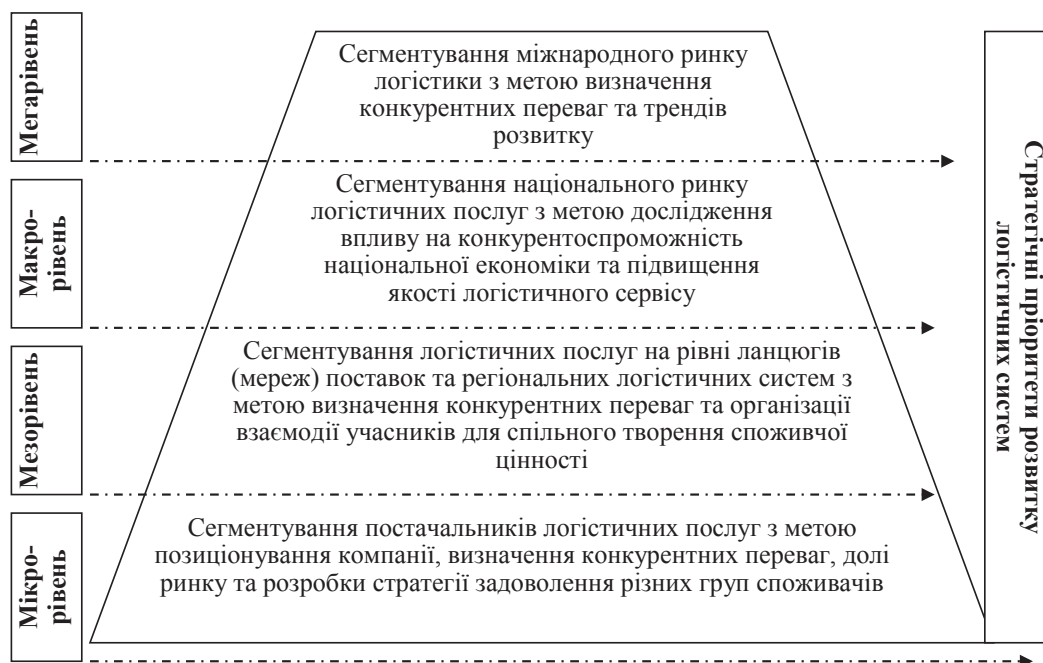 Мегарівень
Сегментування міжнародного ринку
логістики з метою визначення
конкурентних переваг та трендів
розвитку
Макро-
рівень
Сегментування національного ринку
логістичних послуг з метою дослідження
впливу на конкурентоспроможність
національної економіки та підвищення
якості логістичного сервісу
Мезорівень
Сегментування логістичних послуг на рівні ланцюгів
(мереж) поставок та регіональних логістичних систем з
метою визначення конкурентних переваг та організації
взаємодії учасників для спільного творення споживчої
цінності
Мікро-
рівень
Сегментування постачальників логістичних послуг з метою
позиціонування компанії, визначення конкурентних переваг, долі
ринку та розробки стратегії задоволення різних груп споживачів
Стратегічні пріоритети розвитку
логістичних систем